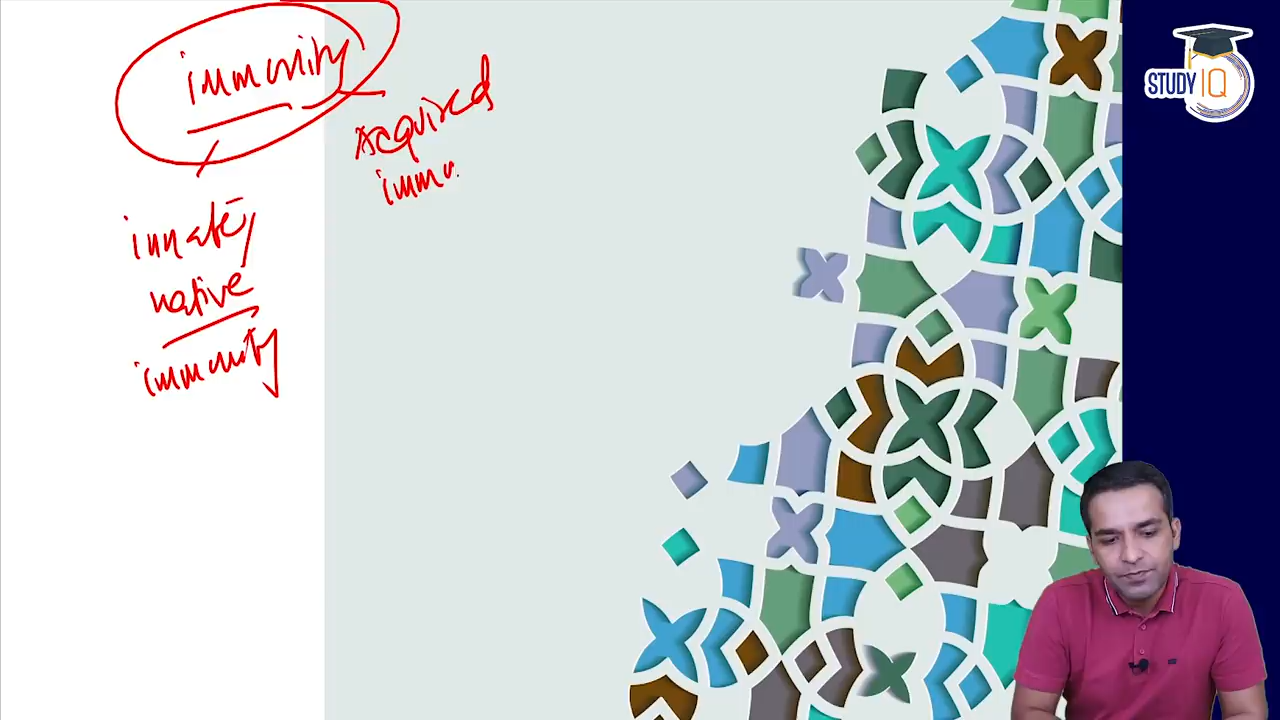 immunity
Acquired
immu
innate/
native
immunity
STUDY IQ